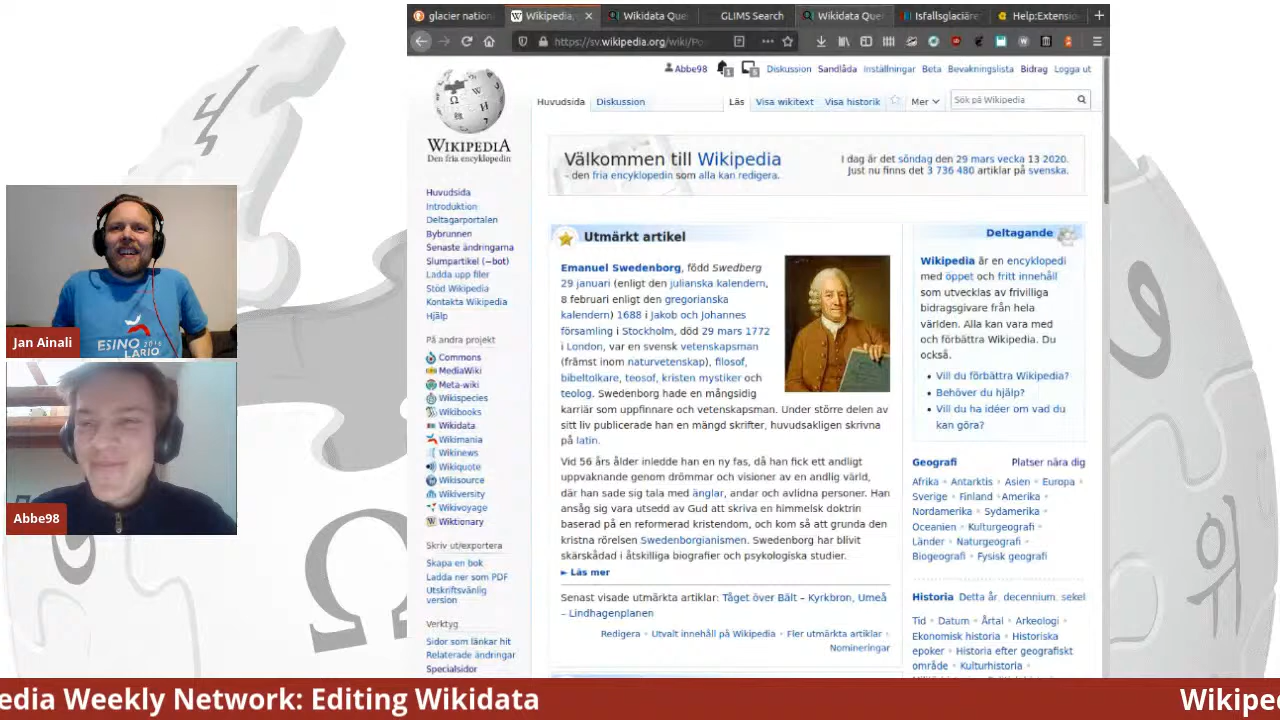 glacier nation
Wikipedia,
Wikidata Que
GLIMS Search
Wikidata Que
Isfallsglaciäre
Help:Extensio
https://sv.wikipedia.org/wiki/Po
Abbe98
1
Diskussion
Sandlåda
Inställningar
Beta
Bevakningslista
Bidrag
Logga ut
Huvudsida
Diskussion
Läs
Visa wikitext
Visa historik
Mer
Sök på Wikipedia
WIKIPEDIA
Den fria encyklopedin
Välkommen till Wikipedia
– den fria encyklopedin som alla kan redigera.
I dag är det söndag den 29 mars vecka 13 2020.
Just nu finns det 3 736 480 artiklar på svenska.
Huvudsida
Introduktion
Deltagarportalen
Bybrunnen
Senaste ändringarna
Slumpartikel (−bot)
Ladda upp filer
Stöd Wikipedia
Kontakta Wikipedia
Hjälp
På andra projekt
Commons
MediaWiki
Meta-wiki
Wikispecies
Wikibooks
Wikidata
Wikimania
Wikinews
Wikiquote
Wikisource
Wikiversity
Wikivoyage
Wiktionary
Skriv ut/exportera
Skapa en bok
Ladda ner som PDF
Utskriftsvänlig
version
Verktyg
Sidor som länkar hit
Relaterade ändringar
Specialsidor
Utmärkt artikel
Emanuel Swedenborg, född Swedberg
29 januari (enligt den julianska kalendern,
8 februari enligt den gregorianska
kalendern) 1688 i Jakob och Johannes
församling i Stockholm, död 29 mars 1772
i London, var en svensk vetenskapsman
(främst inom naturvetenskap), filosof,
bibeltolkare, teosof, kristen mystiker och
teolog. Swedenborg hade en mångsidig
karriär som uppfinnare och vetenskapsman. Under större delen av
sitt liv publicerade han en mängd skrifter, huvudsakligen skrivna
på latin.
Vid 56 års ålder inledde han en ny fas, då han fick ett andligt
uppvaknande genom drömmar och visioner av en andlig värld,
där han sade sig tala med änglar, andar och avlidna personer. Han
ansåg sig vara utsedd av Gud att skriva en himmelsk doktrin
baserad på en reformerad kristendom, och kom så att grunda den
kristna rörelsen Swedenborgianismen. Swedenborg har blivit
skärskådad i åtskilliga biografier och psykologiska studier.
► Läs mer
Senast visade utmärkta artiklar: Tåget över Bält – Kyrkbron, Umeå
– Lindhagenplanen
Redigera • Utvalt innehåll på Wikipedia • Fler utmärkta artiklar •
Nomineringar
Deltagande
Wikipedia är en encyklopedi
med öppet och fritt innehåll
som utvecklas av frivilliga
bidragsgivare från hela
världen. Alla kan vara med
och förbättra Wikipedia. Du
också.
• Vill du förbättra Wikipedia?
• Behöver du hjälp?
• Vill du ha idéer om vad du
kan göra?
Geografi Platser nära dig
Afrika • Antarktis • Asien • Europa •
Sverige • Finland •Amerika •
Nordamerika • Sydamerika •
Oceanien • Kulturgeografi •
Länder • Naturgeografi •
Biogeografi • Fysisk geografi
Historia Detta år, decennium, sekel
Tid • Datum • Årtal • Arkeologi •
Ekonomisk historia • Historiska
epoker • Historia efter geografiskt
område • Kulturhistoria •
ESINO 2016
LARIO
Jan Ainali
Abbe98
edia Weekly Network: Editing Wikidata
Wikipe